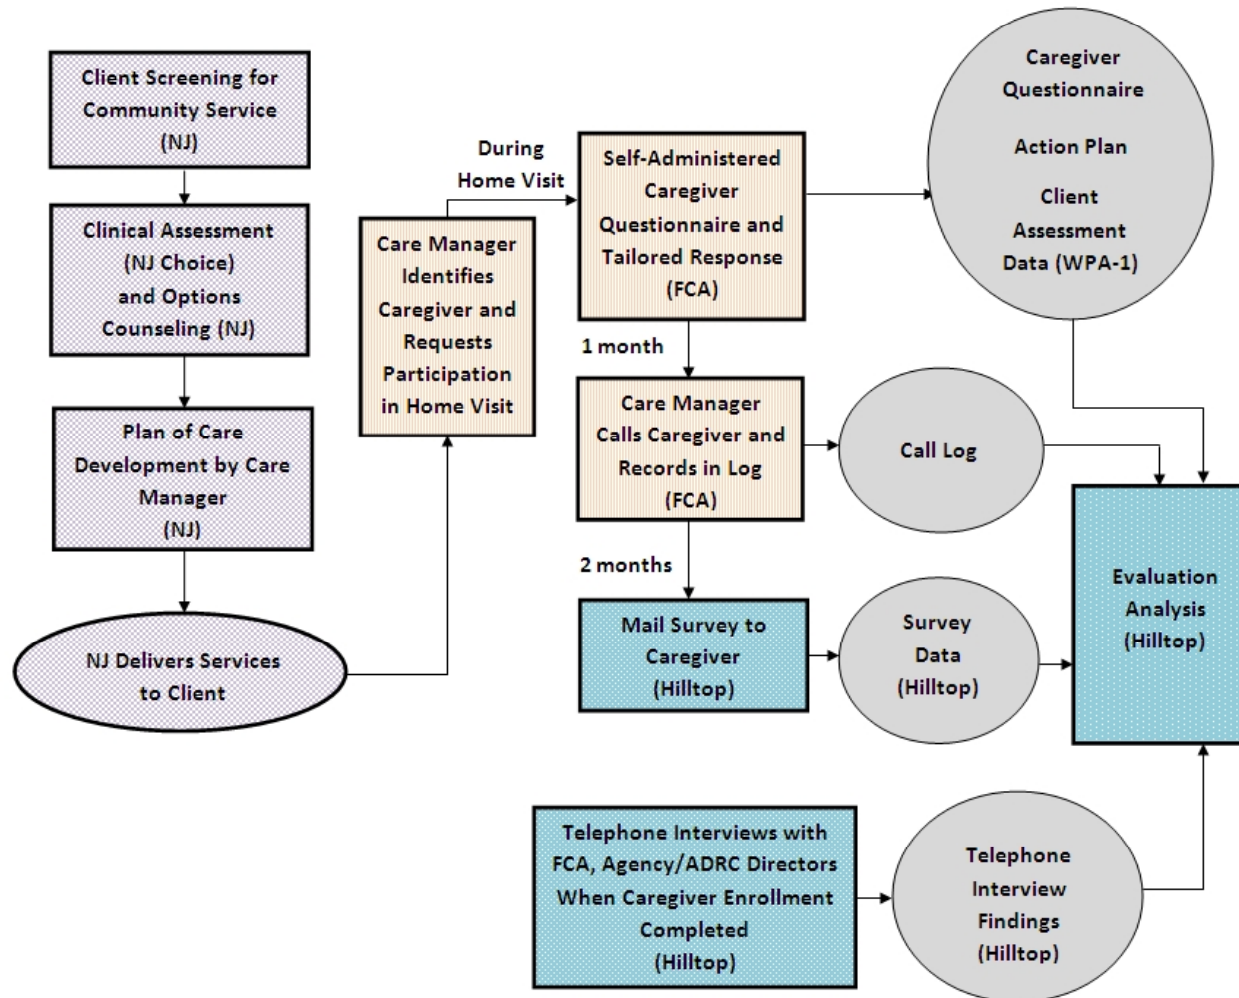 Client Screening for
Community Service
(NJ)
Clinical Assessment
(NJ Choice)
and Options
Counseling (NJ)
Plan of Care
Development by Care
Manager
(NJ)
NJ Delivers Services
to Client
Care Manager
Identifies
Caregiver and
Requests
Participation
in Home Visit
During
Home Visit
Self-Administered
Caregiver
Questionnaire and
Tailored Response
(FCA)
1 month
Care Manager
Calls Caregiver and
Records in Log
(FCA)
2 months
Mail Survey to
Caregiver
(Hilltop)
Telephone Interviews with
FCA, Agency/ADRC Directors
When Caregiver Enrollment
Completed
(Hilltop)
Caregiver
Questionnaire
Action Plan
Client
Assessment
Data (WPA-1)
Call Log
Survey
Data
(Hilltop)
Telephone
Interview
Findings
(Hilltop)
Evaluation
Analysis
(Hilltop)